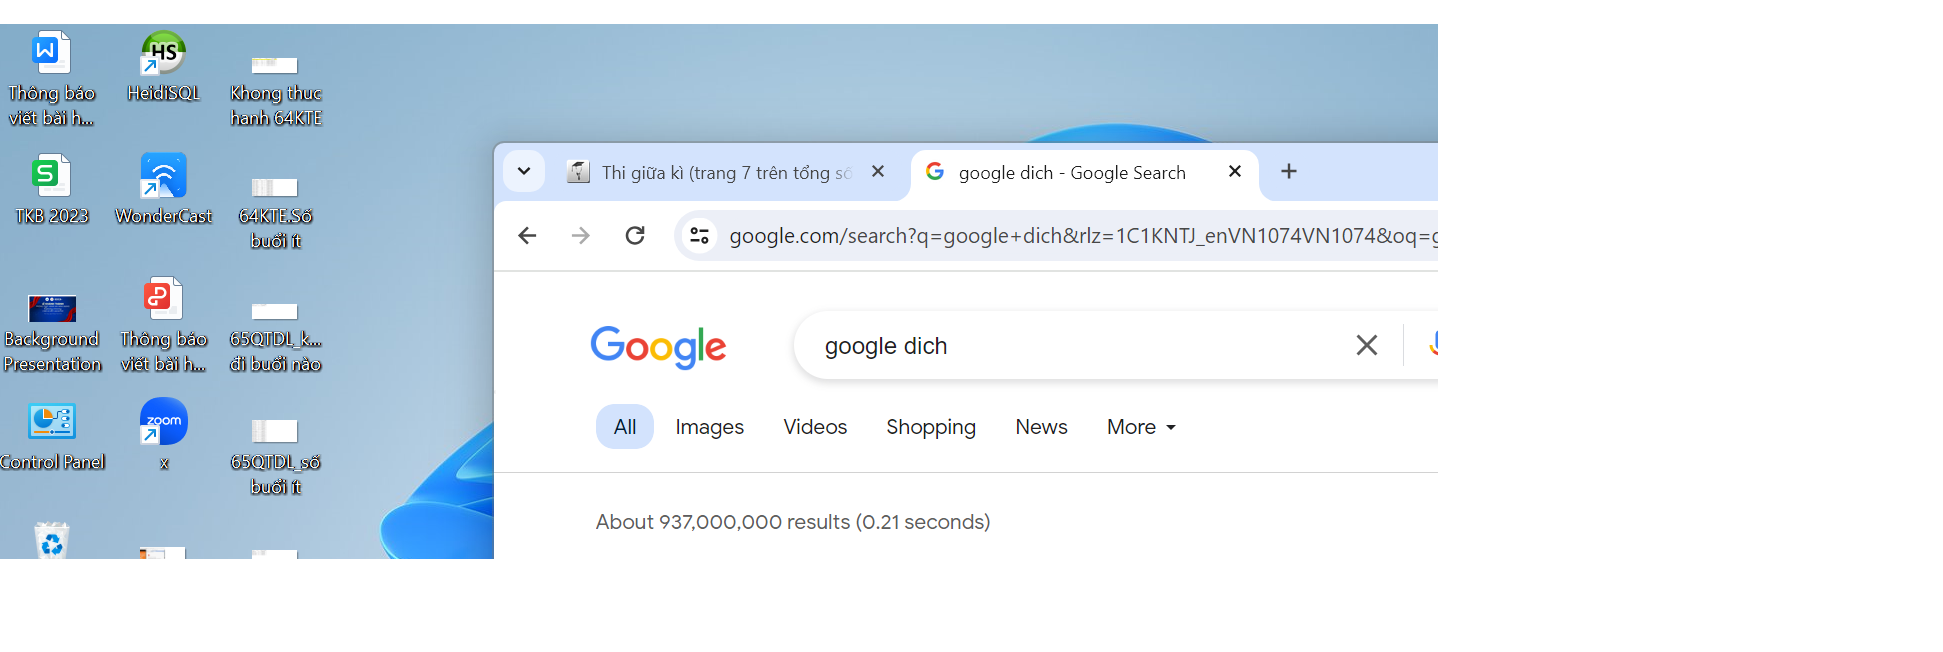 Thông báo
viết bài h...
HeidiSQL
Khong thuc
hanh 64KTE
TKB 2023
WonderCast
64KTE.Số
buổi ít
Background
Presentation
Thông báo
viết bài h...
65QTDL_k...
đi buổi nào
Control Panel
zoom
x
65QTDL_số
buổi ít
Thi giữa kì (trang 7 trên tổng số
google dich - Google Search
google.com/search?q=google+dich&rlz=1C1KNTJ_enVN1074VN1074&oq=g
Google
google dich
All
Images
Videos
Shopping
News
More
About 937,000,000 results (0.21 seconds)